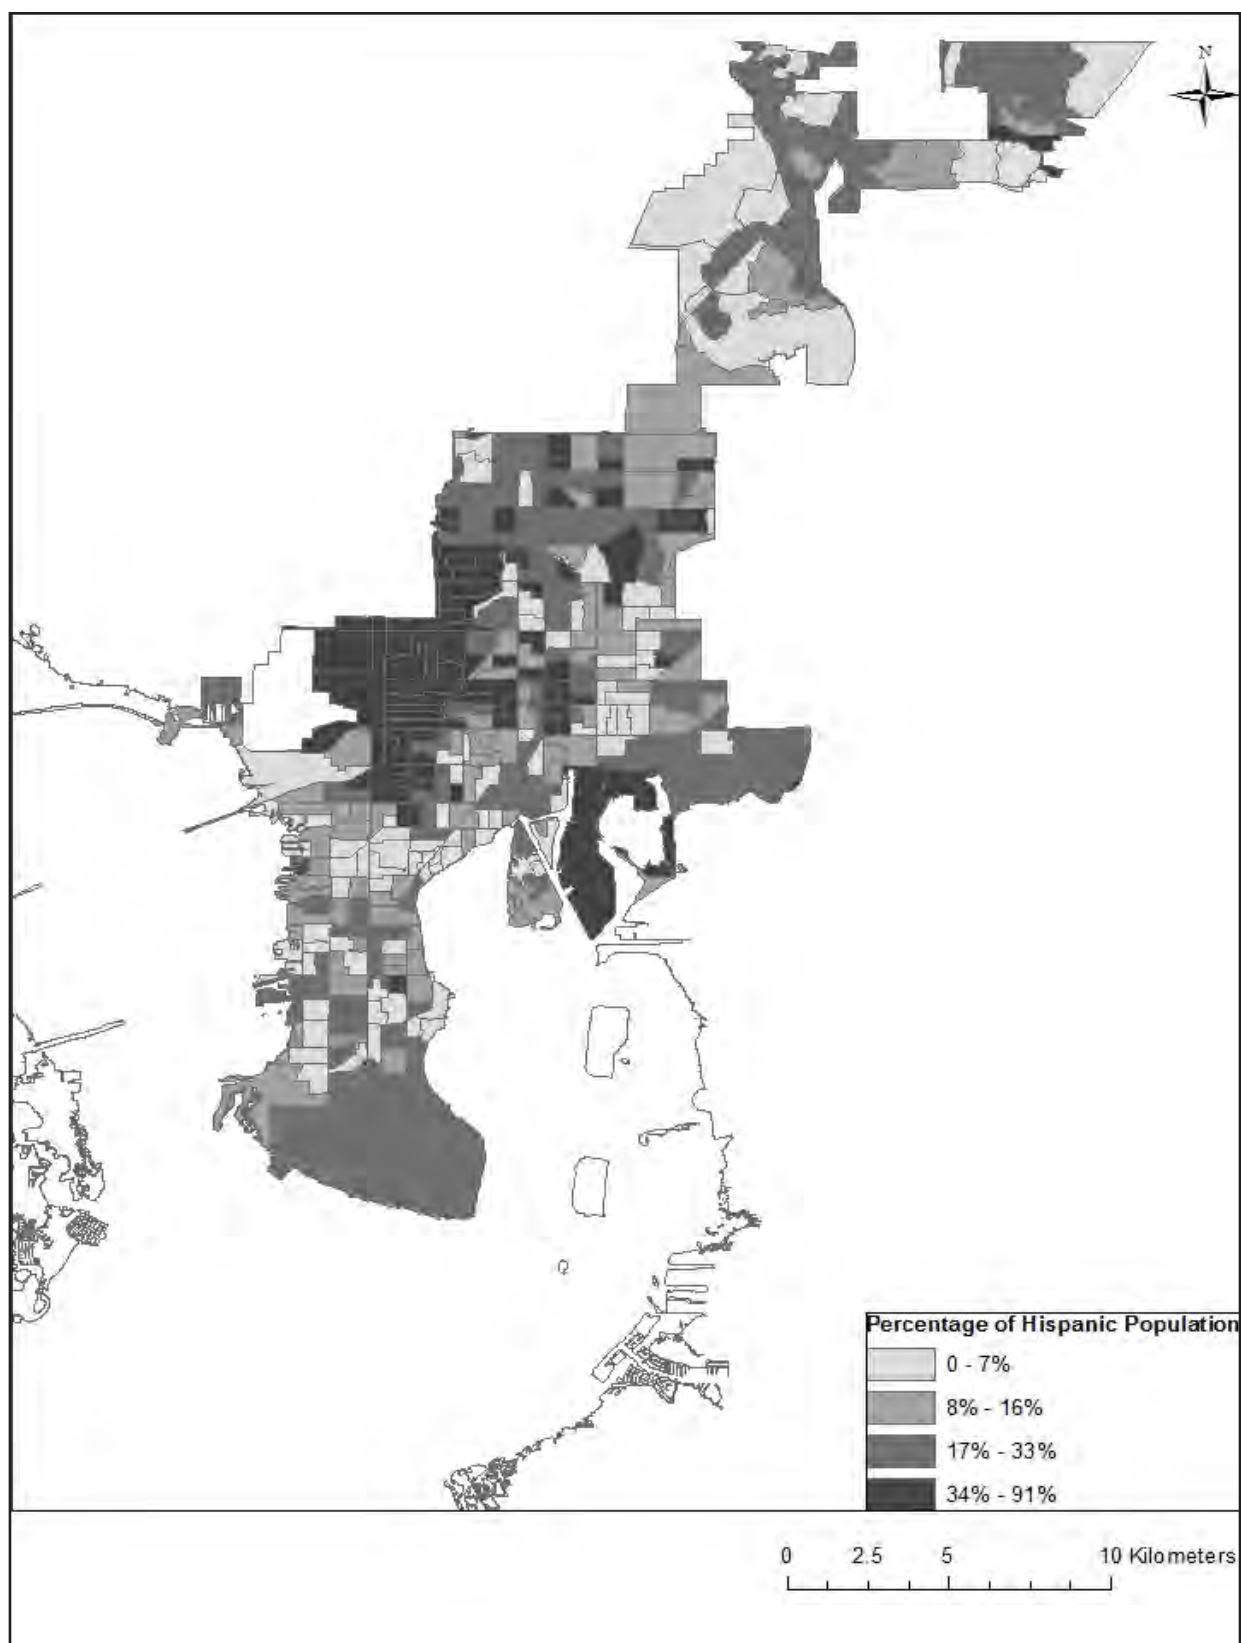 N
Percentage of Hispanic Population
0 - 7%
8% - 16%
17% - 33%
34% - 91%
0 2.5 5 10 Kilometers